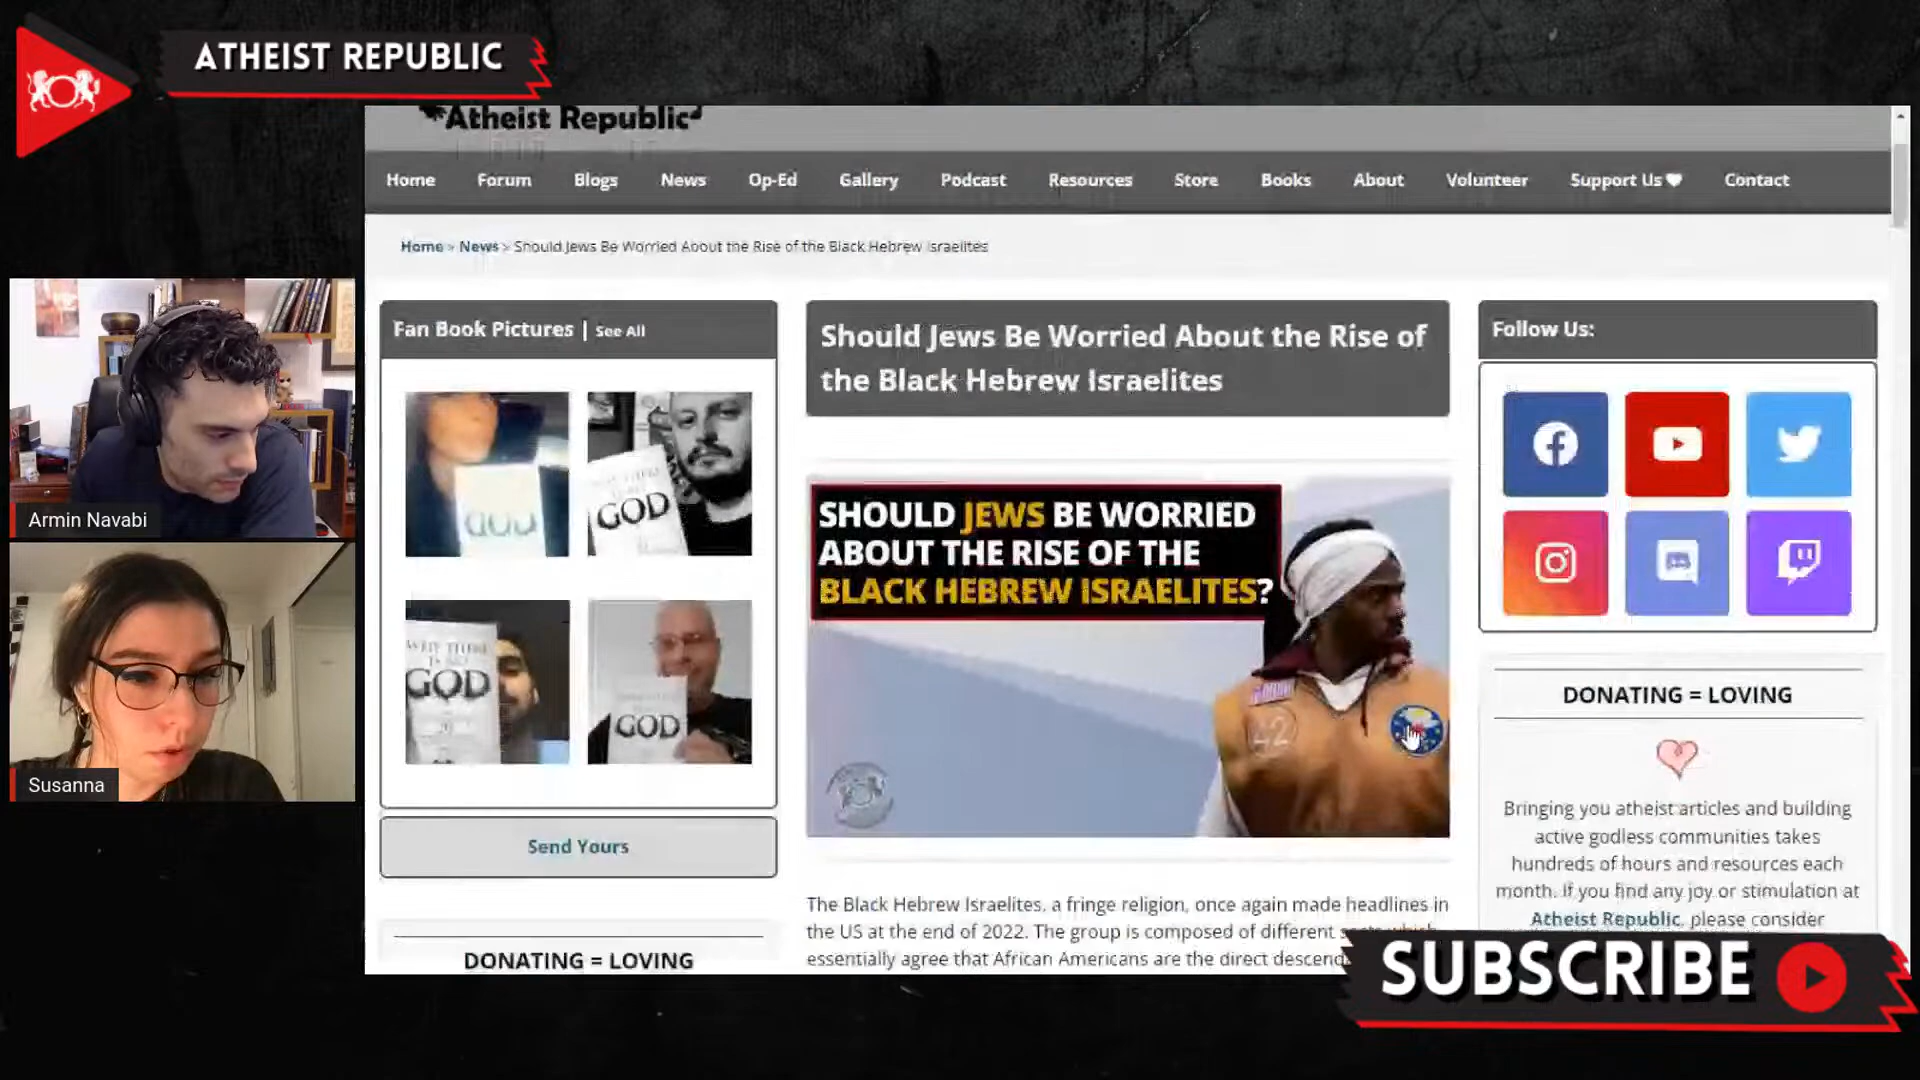 ATHEIST REPUBLIC
Atheist Republic
Home Forum Blogs News Op-Ed Gallery Podcast Resources Store Books About Volunteer Support Us Contact
Home > News > Should Jews Be Worried About the Rise of the Black Hebrew Israelites
Fan Book Pictures | See All
GOD
GOD
GOD
GOD
Send Yours
DONATING = LOVING
Should Jews Be Worried About the Rise of
the Black Hebrew Israelites
SHOULD JEWS BE WORRIED
ABOUT THE RISE OF THE
BLACK HEBREW ISRAELITES?
42
The Black Hebrew Israelites, a fringe religion, once again made headlines in
the US at the end of 2022. The group is composed of different
essentially agree that African Americans are the direct
Follow Us:
DONATING = LOVING
Bringing you atheist articles and building
active godless communities takes
hundreds of hours and resources each
month. If you find any joy or stimulation at
Atheist Republic, please consider
Armin Navabi
Susanna
SUBSCRIBE